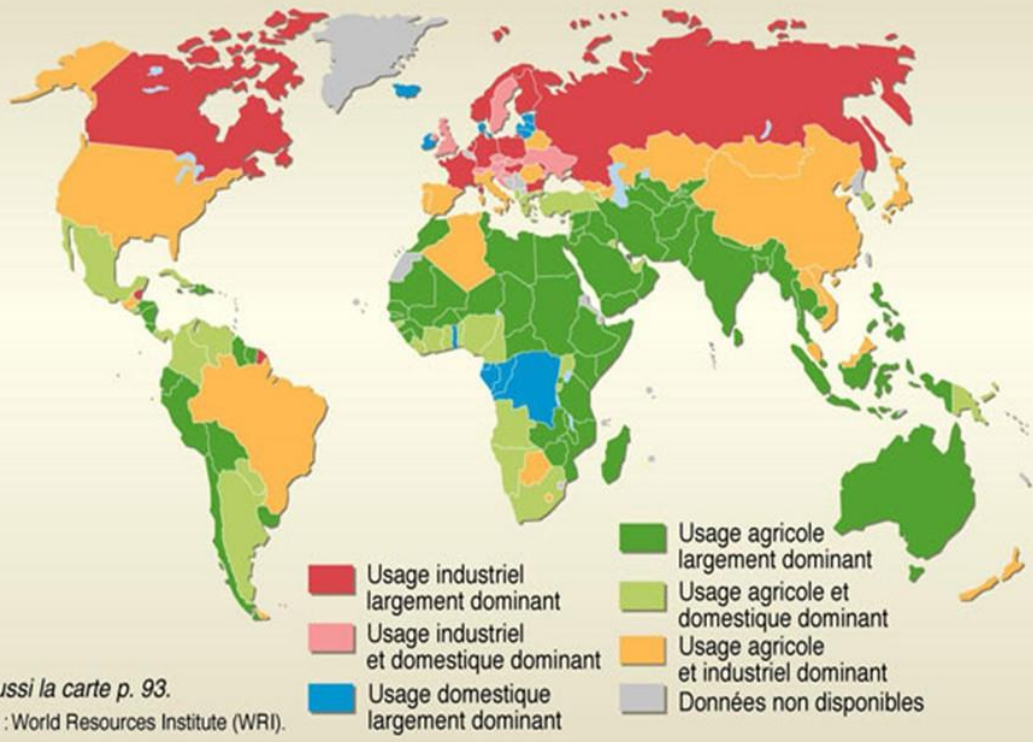 Usage industriel
largement dominant
Usage industriel
et domestique dominant
Usage domestique
largement dominant
Usage agricole
largement dominant
Usage agricole et
domestique dominant
Usage agricole
et industriel dominant
Données non disponibles
ussi la carte p. 93.
: World Resources Institute (WRI).